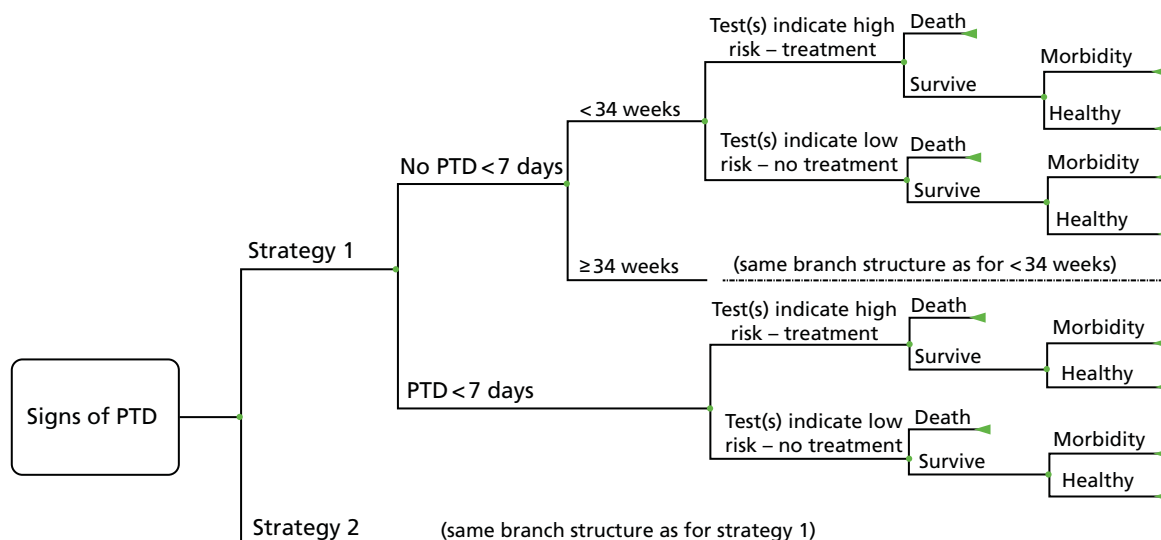 Test(s) indicate high
risk – treatment
Death
Survive
Morbidity
Healthy
<34 weeks
Test(s) indicate low
risk – no treatment
Death
Survive
Morbidity
Healthy
No PTD<7 days
≥34 weeks
(same branch structure as for <34 weeks)
Strategy 1
Test(s) indicate high
risk – treatment
Death
Survive
Morbidity
Healthy
PTD<7 days
Test(s) indicate low
risk – no treatment
Death
Survive
Morbidity
Healthy
Signs of PTD
Strategy 2
(same branch structure as for strategy 1)